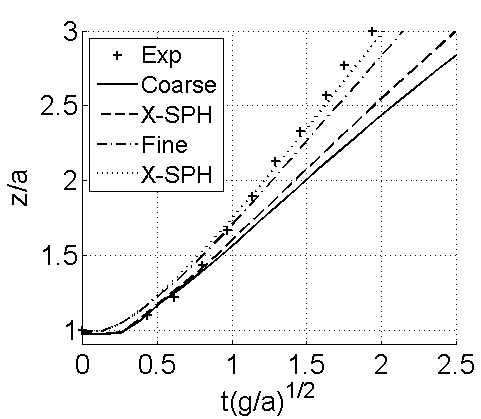 3
2.5
2
1.5
1
z/a
Exp
Coarse
X-SPH
Fine
X-SPH
0
0.5
1
1.5
2
2.5
t(g/a)^1/2